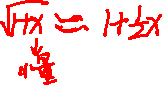 √1+x ≈ 1+½x